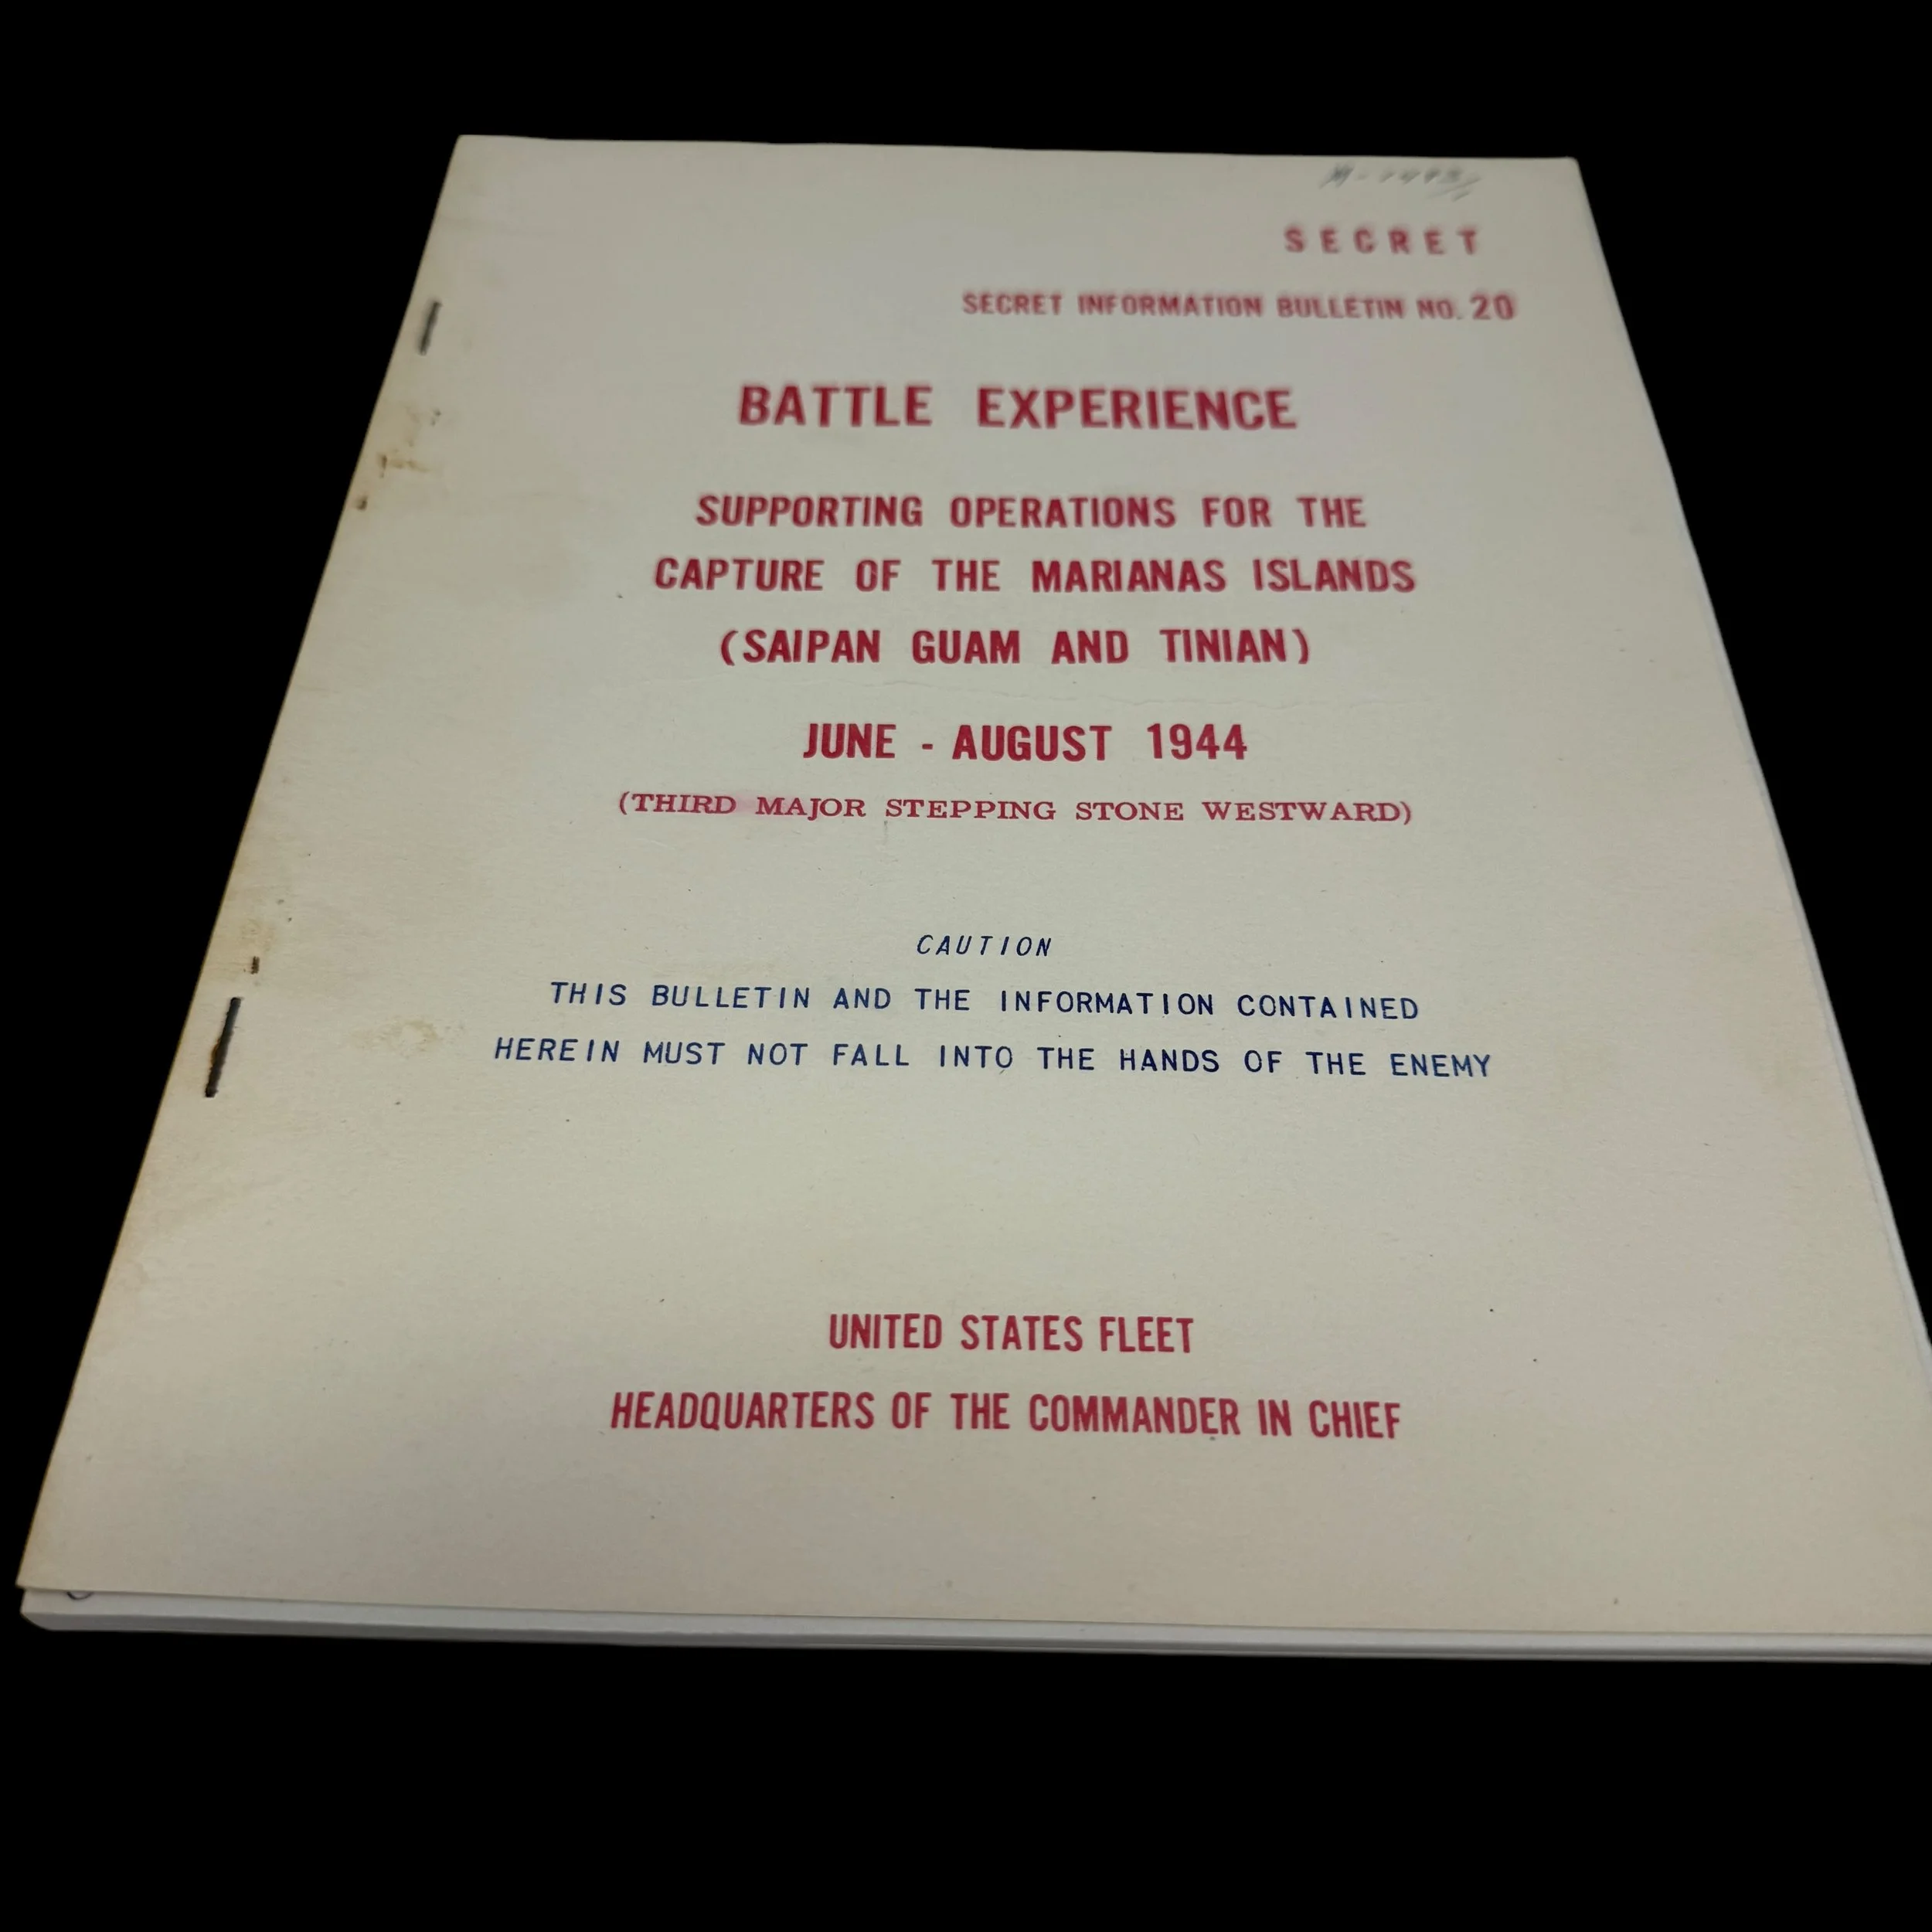 SECRET
SECRET INFORMATION BULLETIN NO. 20
BATTLE EXPERIENCE
SUPPORTING OPERATIONS FOR THE
CAPTURE OF THE MARIANAS ISLANDS
(SAIPAN GUAM AND TINIAN)
JUNE - AUGUST 1944
(THIRD MAJOR STEPPING STONE WESTWARD)
CAUTION
THIS BULLETIN AND THE INFORMATION CONTAINED
HEREIN MUST NOT FALL INTO THE HANDS OF THE ENEMY
UNITED STATES FLEET
HEADQUARTERS OF THE COMMANDER IN CHIEF